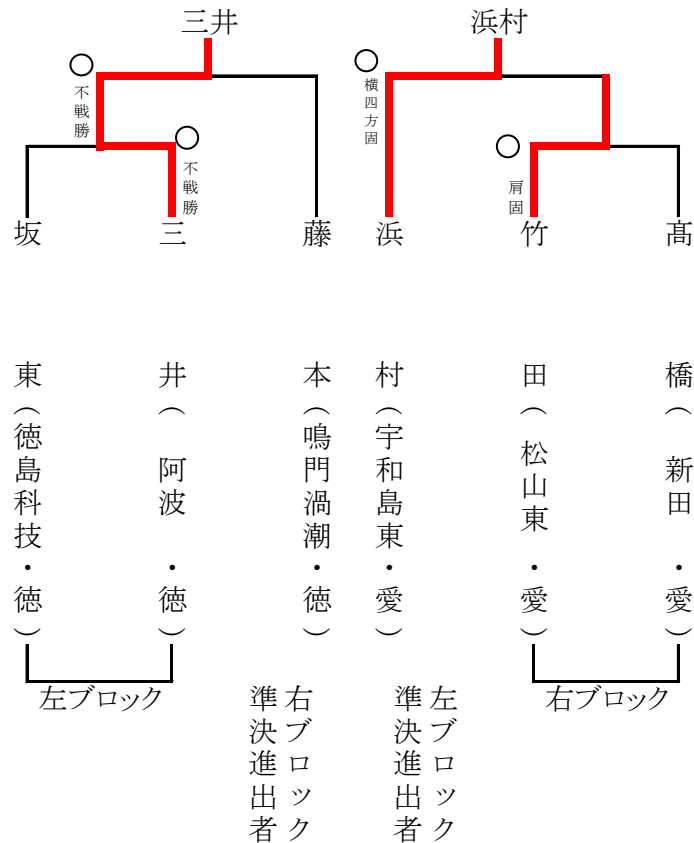 三井
浜村
○
不戦勝
○
不戦勝
○
横四方固
○
肩固
坂東(徳島科技・徳)
三井(阿波・徳)
藤本(鳴門渦潮・徳)
浜村(宇和島東・愛)
竹田(松山東・愛)
髙橋(新田・愛)
左ブロック
右ブロック
準決進出者
左ブロック
準決進出者
右ブロック